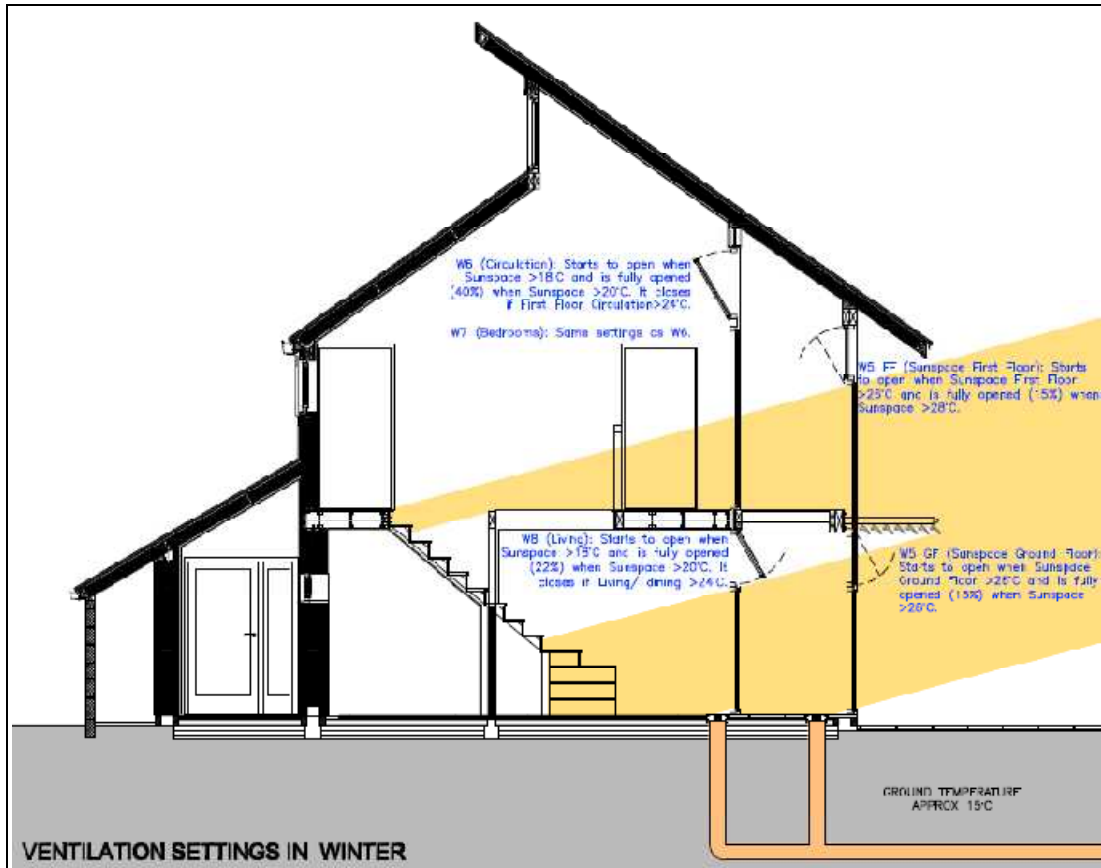 W6 (Circulation): Starts to open when
Sunspace >18°C and is fully opened
(40%) when Sunspace >20°C. It closes
if First Floor Circulation>24°C.
W7 (Bedrooms): Same settings as W6.
W5 FF (Sunspace First Floor): Starts
to open when Sunspace First Floor
and is fully opened (15%) when
Sunspace >28°C.
W8 (Living): Starts to open when
Sunspace >18°C and is fully opened
(22%) when Sunspace >20°C. It
closes if Living/ dining >24°C.
W5 GF (Sunspace Ground Floor):
Starts to open when Sunspace
Ground Floor and is fully
opened (15%) when Sunspace
GROUND TEMPERATURE
APPROX 15°C
VENTILATION SETTINGS IN WINTER